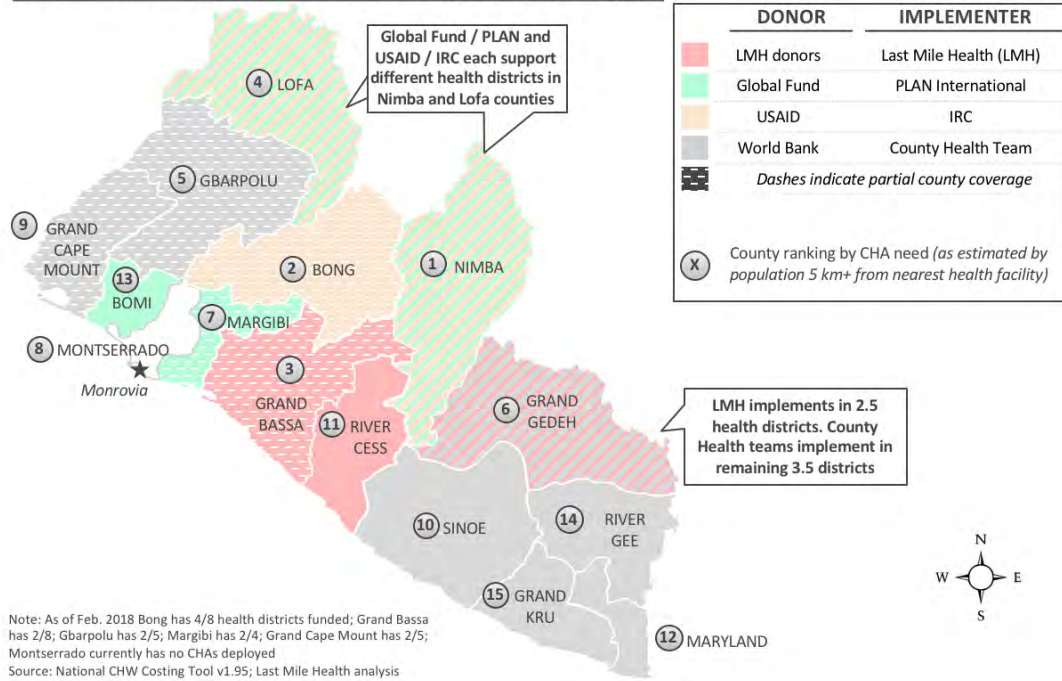 Global Fund / PLAN and
USAID / IRC each support
different health districts in
Nimba and Lofa counties
DONOR IMPLEMENTER
LMH donors Last Mile Health (LMH)
Global Fund PLAN International
USAID IRC
World Bank County Health Team
Dashes indicate partial county coverage
X County ranking by CHA need (as estimated by
population 5 km+ from nearest health facility)
4 LOFA
5 GBARPOLU
9 GRAND
CAPE
MOUNT
13
BOMI
2 BONG
1 NIMBA
7 MARGIBI
8 MONTSERRADO
Monrovia
3
GRAND
BASSA
11 RIVER
CESS
6 GRAND
GEDEH
LMH implements in 2.5
health districts. County
Health teams implement in
remaining 3.5 districts
10 SINOE
14 RIVER
GEE
15 GRAND
KRU
12 MARYLAND
N
W E
S
Note: As of Feb. 2018 Bong has 4/8 health districts funded; Grand Bassa
has 2/8; Gbarpolu has 2/5; Margibi has 2/4; Grand Cape Mount has 2/5;
Montserrado currently has no CHAs deployed
Source: National CHW Costing Tool v1.95; Last Mile Health analysis